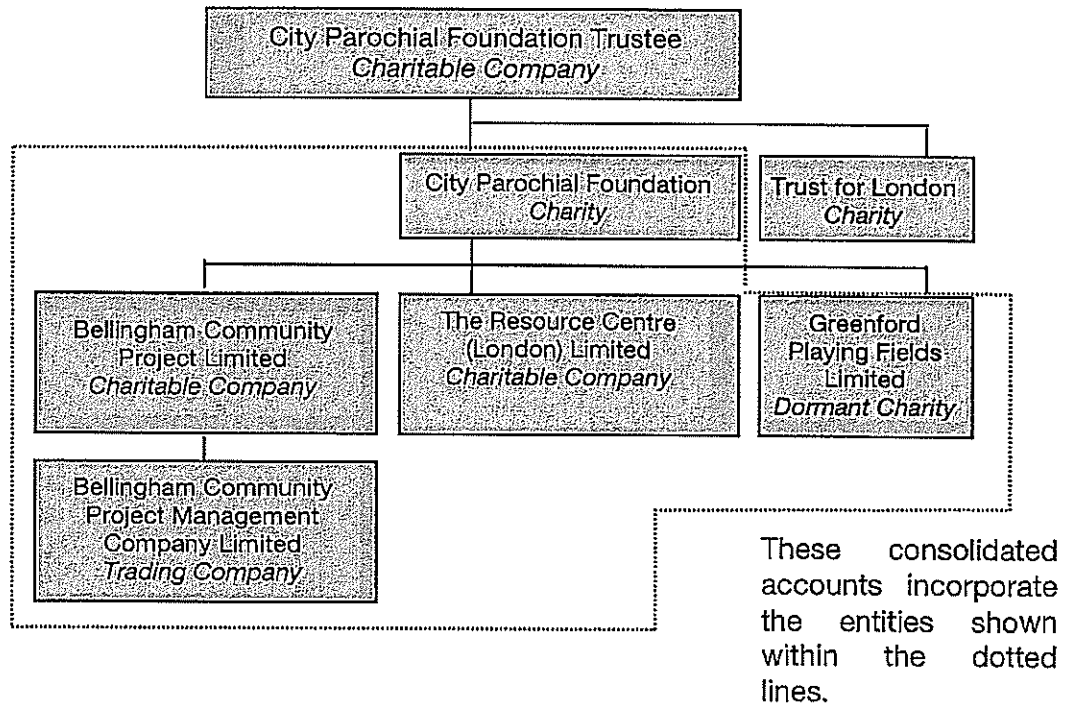 City Parochial Foundation Trustee
Charitable Company
City Parochial Foundation
Charity
Trust for London
Charity
Bellingham Community
Project Limited
Charitable Company
The Resource Centre
(London) Limited
Charitable Company
Greenford
Playing Fields
Limited
Dormant Charity
Bellingham Community
Project Management
Company Limited
Trading Company
These consolidated
accounts incorporate
the entities shown
within the dotted
lines.